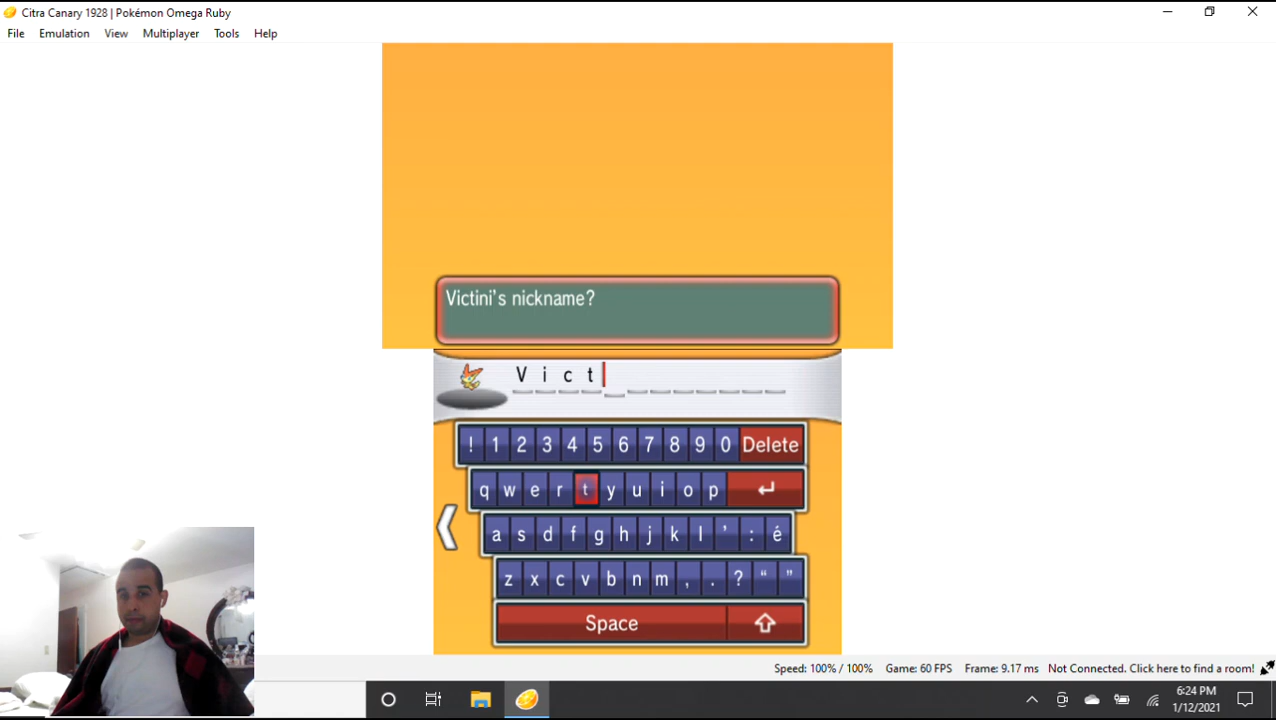 Citra Canary 1928 | Pokémon Omega Ruby
File Emulation View Multiplayer Tools Help
Victini's nickname?
V i c t
! 1 2 3 4 5 6 7 8 9 0 Delete
q w e r t y u i o p
a s d f g h j k l ’ : é
z x c v b n m , . ? “ ”
Space
Speed: 100% / 100% Game: 60 FPS Frame: 9.17 ms Not Connected. Click here to find a room!
6:24 PM
1/12/2021